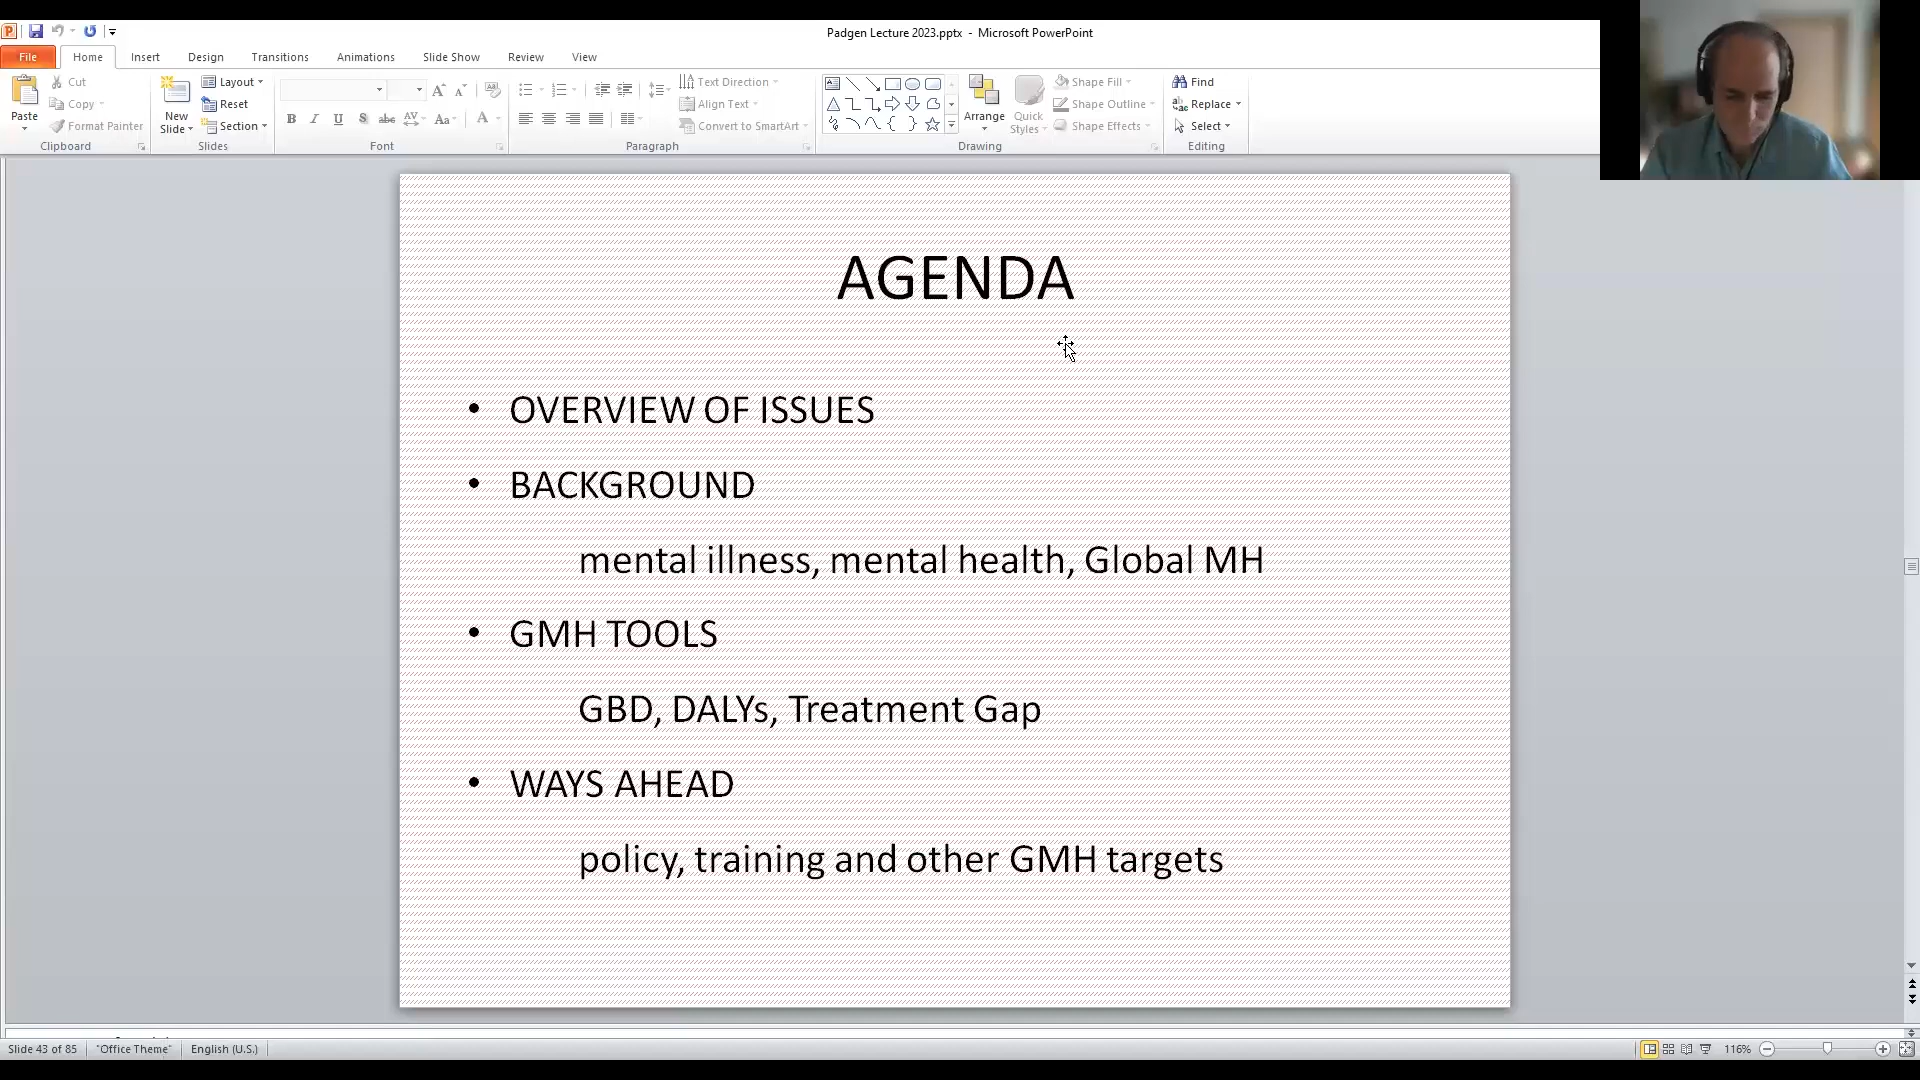 Padgen Lecture 2023.pptx - Microsoft PowerPoint
File Home Insert Design Transitions Animations Slide Show Review View
Paste
Cut
Copy
Format Painter
Clipboard
New Slide
Layout
Reset
Section
Slides
B I U S abc AV Aa A
Font
Text Direction
Align Text
Convert to SmartArt
Paragraph
Arrange
Quick Styles
Shape Fill
Shape Outline
Shape Effects
Drawing
Find
Replace
Select
Editing
AGENDA
• OVERVIEW OF ISSUES
• BACKGROUND
mental illness, mental health, Global MH
• GMH TOOLS
GBD, DALYs, Treatment Gap
• WAYS AHEAD
policy, training and other GMH targets
Slide 43 of 85 "Office Theme" English (U.S.) 116%